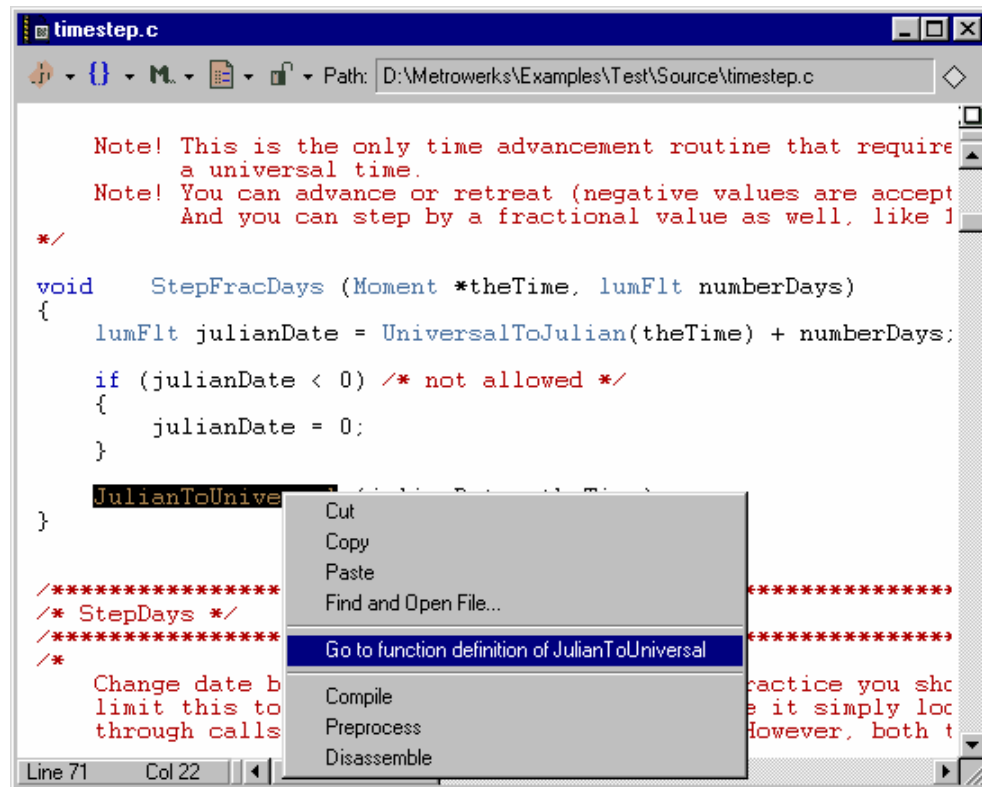 timestep.c
{} M.. Path: D:\Metrowerks\Examples\Test\Source\timestep.c
Note! This is the only time advancement routine that require
a universal time.
Note! You can advance or retreat (negative values are accept
And you can step by a fractional value as well, like 1
*/
void StepFracDays (Moment *theTime, lumFlt numberDays)
{
lumFlt julianDate = UniversalToJulian(theTime) + numberDays;
if (julianDate < 0) /* not allowed */
{
julianDate = 0;
}
JulianToUnive
}
Cut
Copy
Paste
Find and Open File...
Go to function definition of JulianToUniversal
Compile
Preprocess
Disassemble
/*****************
/* StepDays */
/*****************
/*
Change date b ractice you sho
limit this to e it simply loo
through calls However, both t
Line 71 Col 22